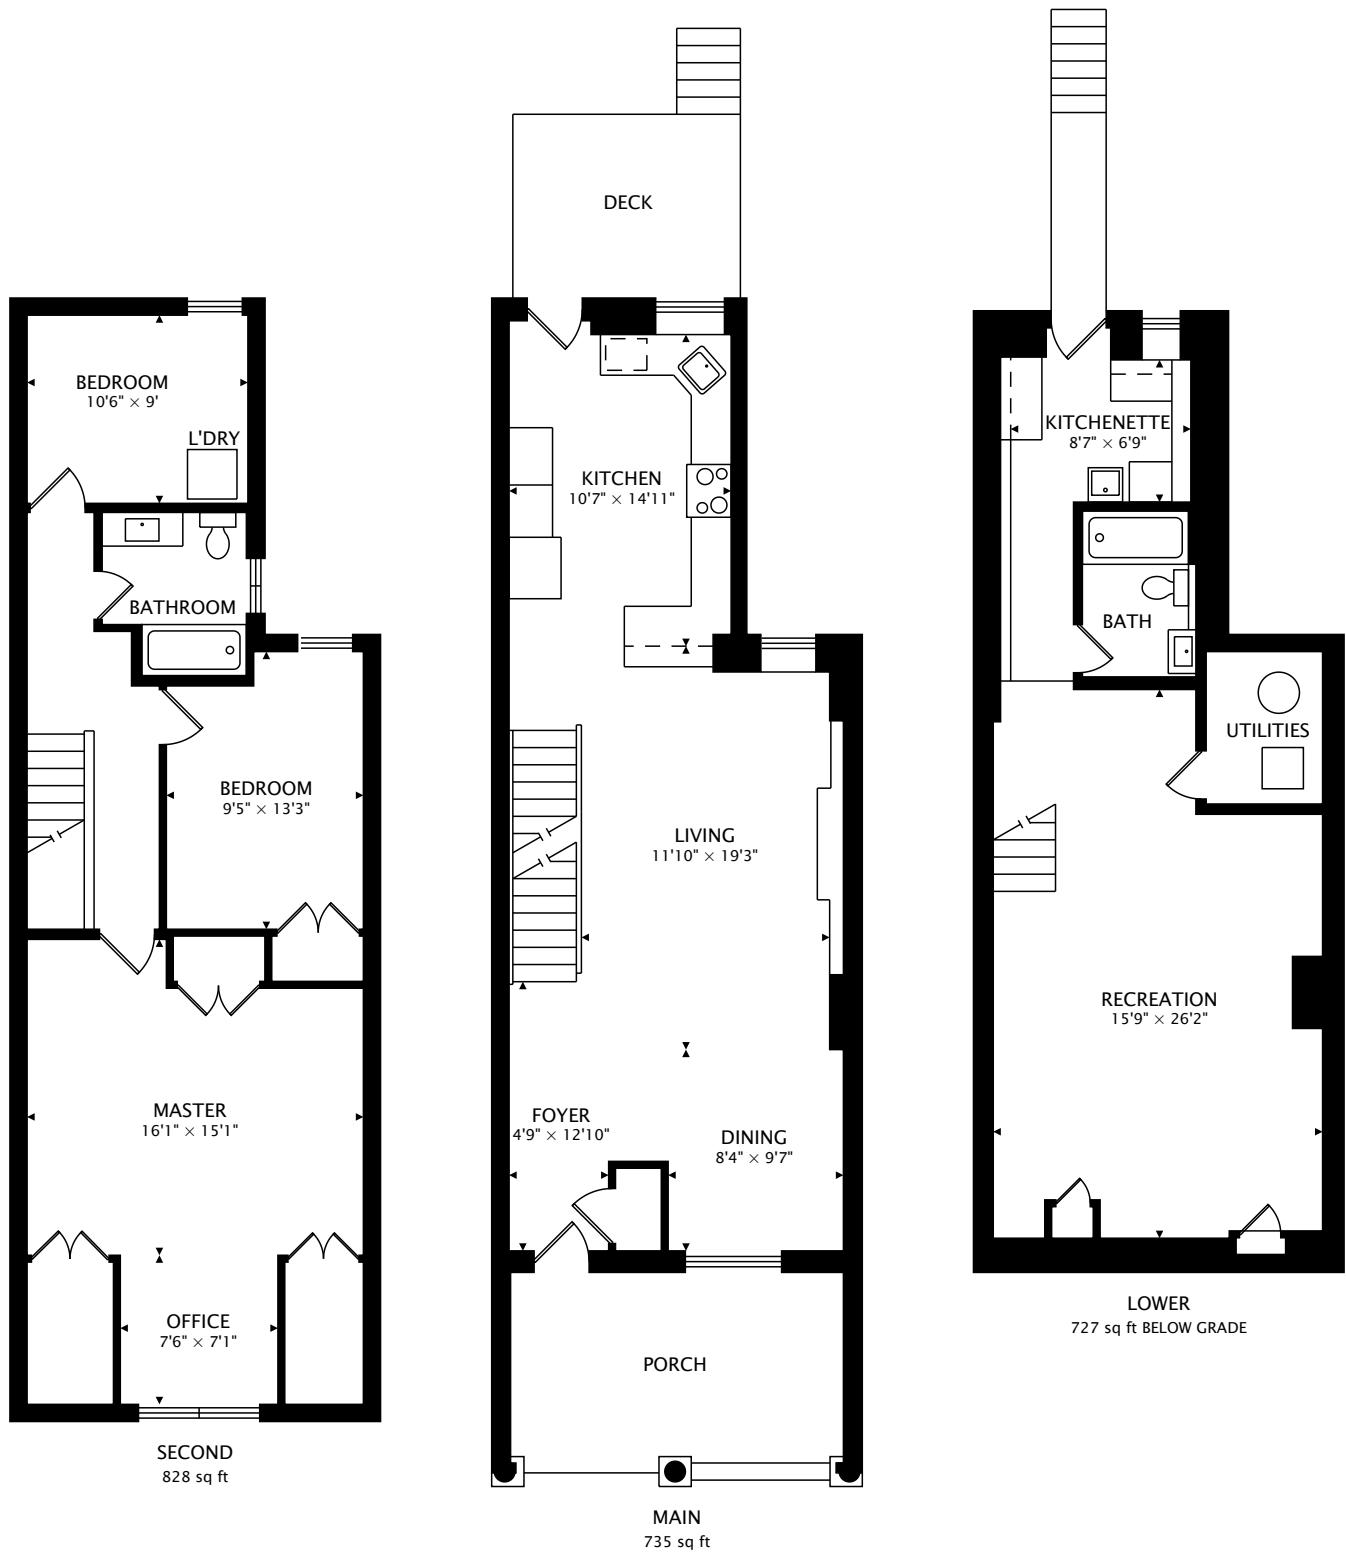 BEDROOM
10'6" × 9'
L'DRY
BATHROOM
BEDROOM
9'5" × 13'3"
MASTER
16'1" × 15'1"
OFFICE
7'6" × 7'1"
SECOND
828 sq ft
DECK
KITCHEN
10'7" × 14'11"
LIVING
11'10" × 19'3"
FOYER
4'9" × 12'10"
DINING
8'4" × 9'7"
PORCH
MAIN
735 sq ft
KITCHENETTE
8'7" × 6'9"
BATH
UTILITIES
RECREATION
15'9" × 26'2"
LOWER
727 sq ft BELOW GRADE